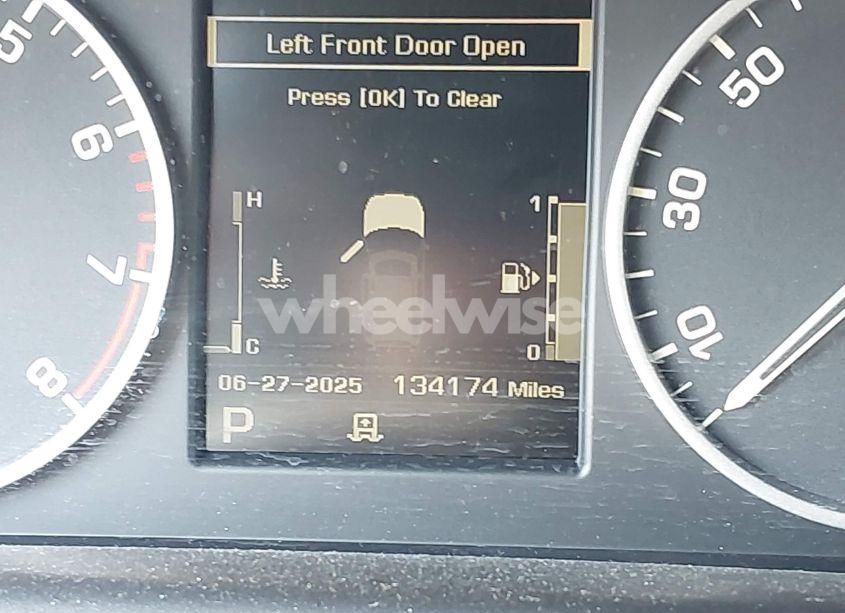 Left Front Door Open
Press [OK] To Clear
5
6
7
8
H
C
1
0
50
30
10
wheelwise
06-27-2025 134174 Miles
P